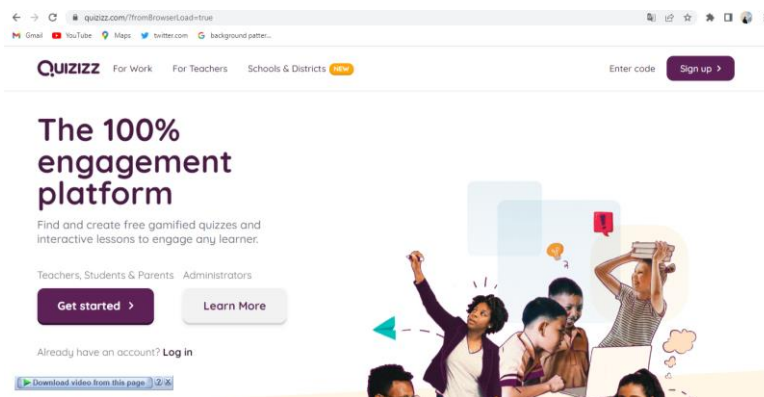 quizizz.com/?fromBrowserLoad=true
Gmail YouTube Maps twitter.com background patter...
QUIZIZZ For Work For Teachers Schools & Districts NEW Enter code Sign up >
The 100%
engagement
platform
Find and create free gamified quizzes and
interactive lessons to engage any learner.
Teachers, Students & Parents Administrators
Get started > Learn More
Already have an account? Log in
Download video from this page ?